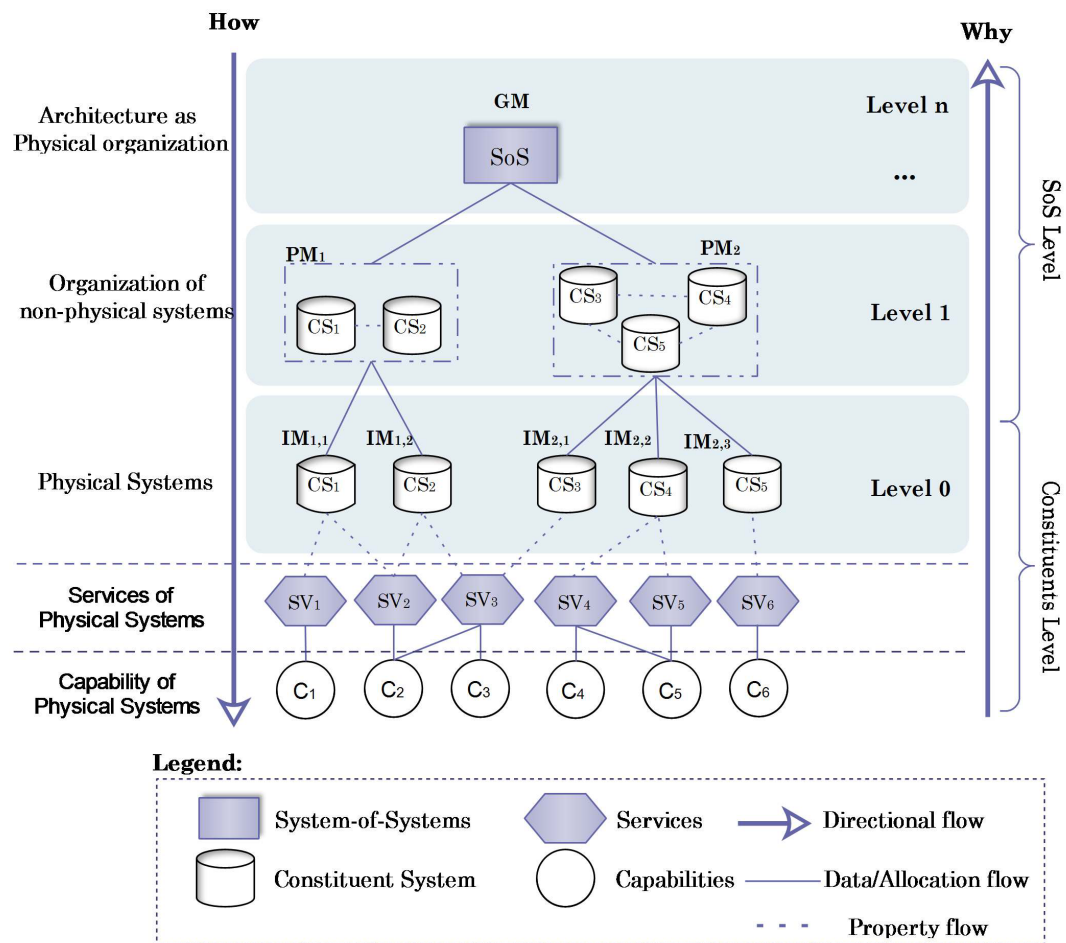 How
Why
Architecture as
Physical organization
GM
SoS
Level n
...
SoS Level
Organization of
non-physical systems
PM1
CS1
CS2
PM2
CS3
CS4
CS5
Level 1
Physical Systems
IM1,1
IM1,2
IM2,1
IM2,2
IM2,3
CS1
CS2
CS3
CS4
CS5
Level 0
Constituents Level
Services of
Physical Systems
SV1
SV2
SV3
SV4
SV5
SV6
Capability of
Physical Systems
C1
C2
C3
C4
C5
C6
Legend:
System-of-Systems
Services
Directional flow
Constituent System
Capabilities
Data/Allocation flow
Property flow